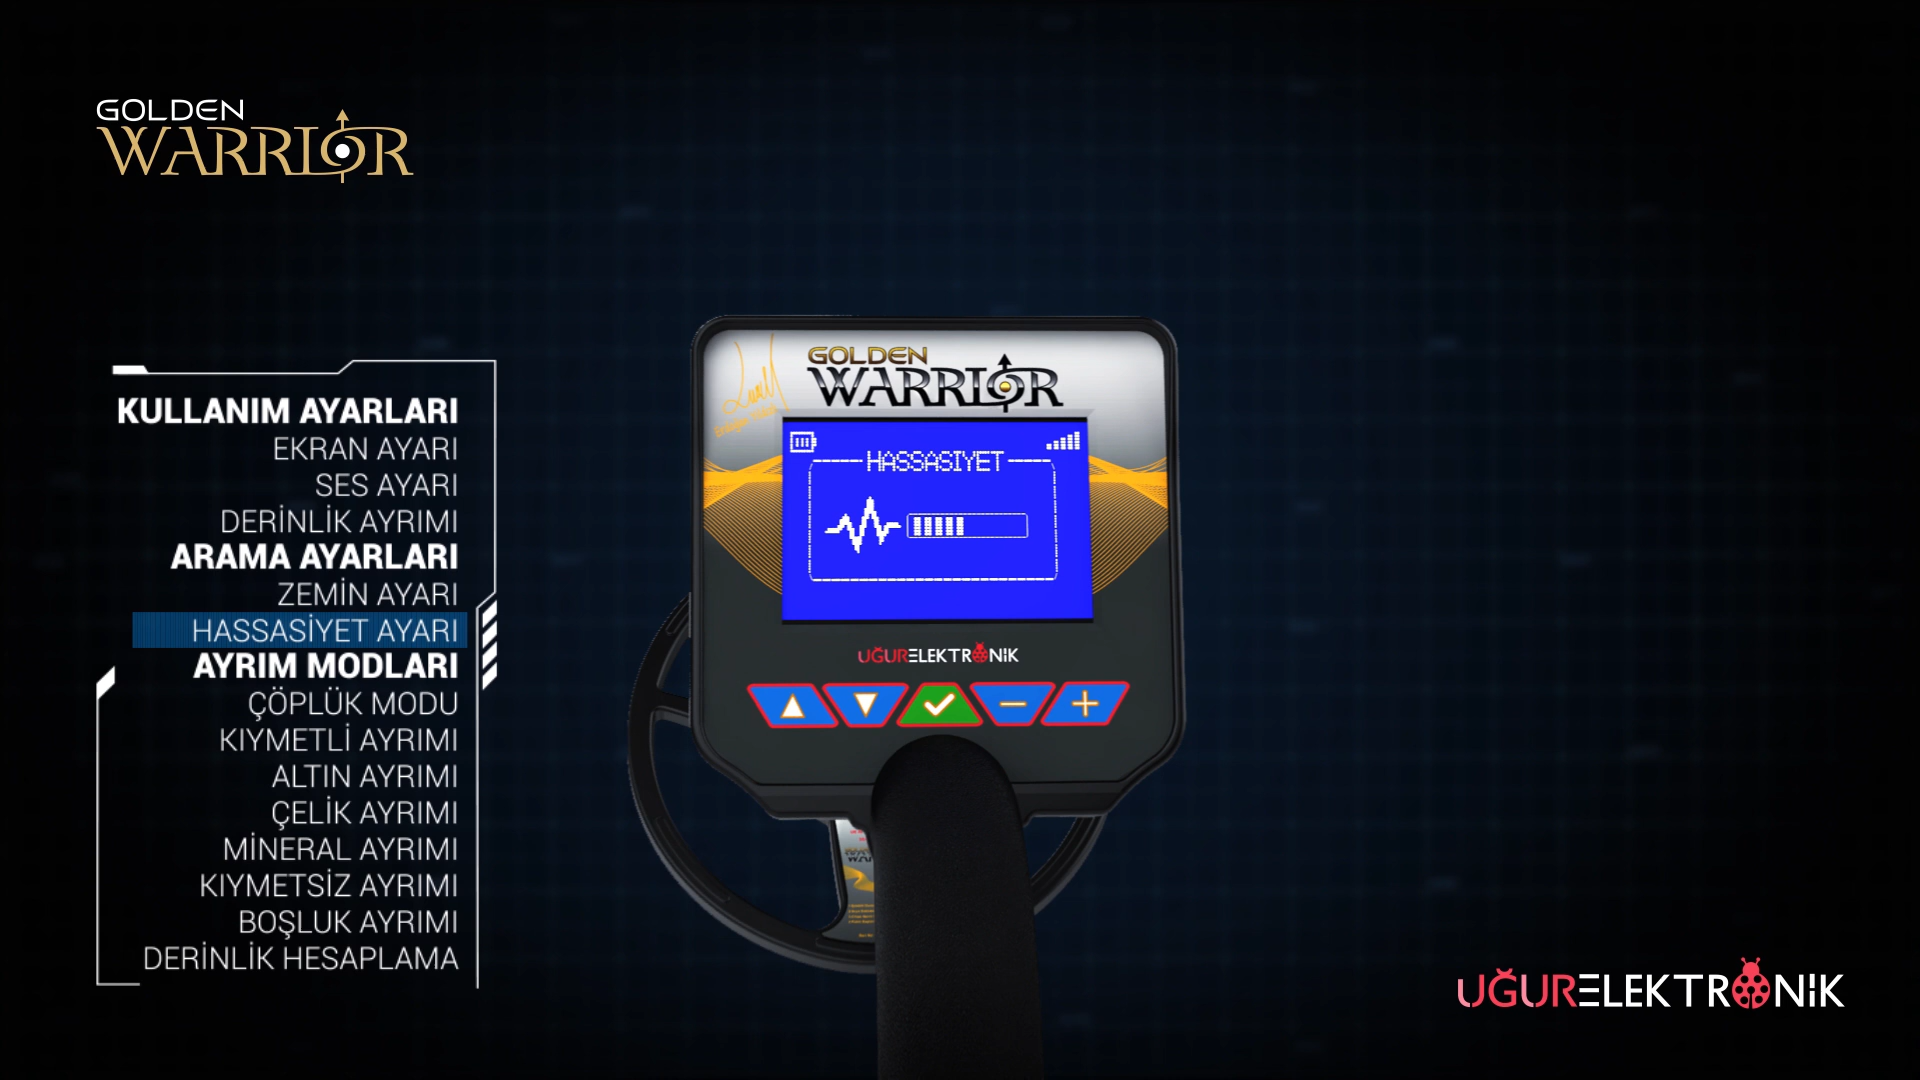 GOLDEN
WARRIOR
KULLANIM AYARLARI
EKRAN AYARI
SES AYARI
DERİNLİK AYRIMI
ARAMA AYARLARI
ZEMİN AYARI
HASSASİYET AYARI
AYRIM MODLARI
ÇÖPLÜK MODU
KIYMETLİ AYRIMI
ALTIN AYRIMI
ÇELİK AYRIMI
MİNERAL AYRIMI
KIYMETSİZ AYRIMI
BOŞLUK AYRIMI
DERİNLİK HESAPLAMA
GOLDEN
WARRIOR
HASSASİYET
UĞURELEKTRONİK
UĞURELEKTRONİK